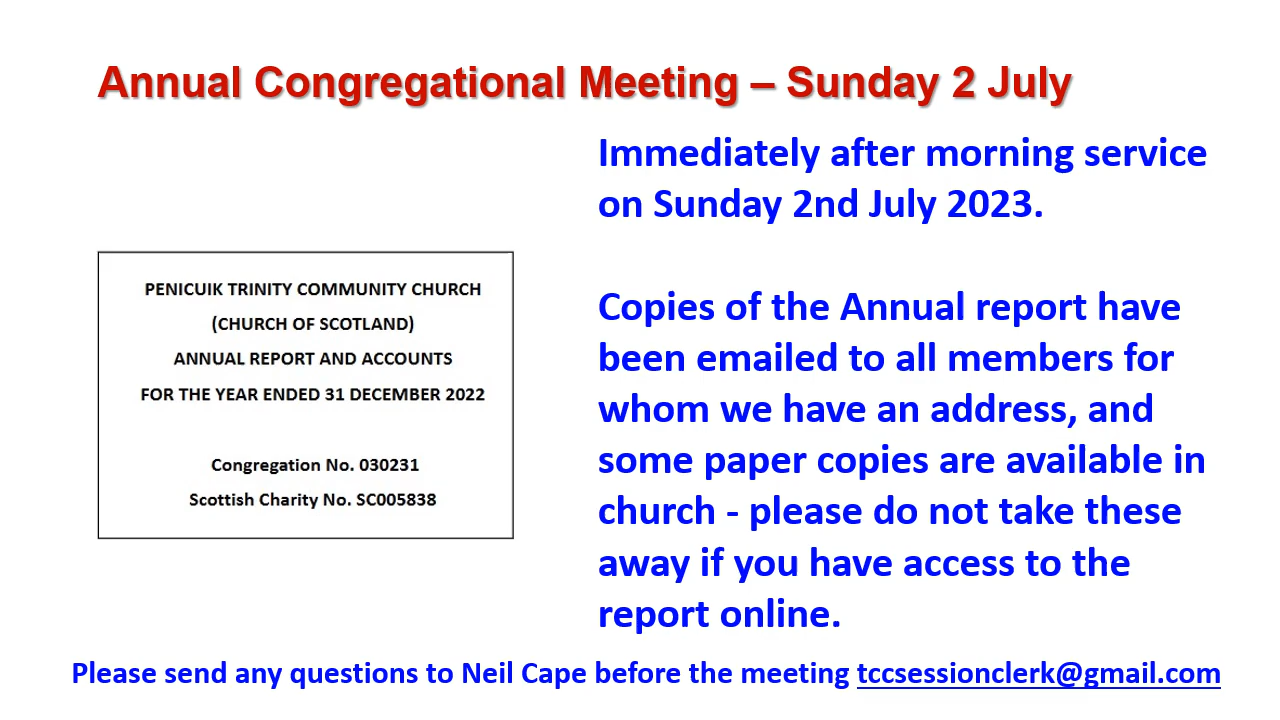 Annual Congregational Meeting – Sunday 2 July
Immediately after morning service
on Sunday 2nd July 2023.
PENICUIK TRINITY COMMUNITY CHURCH
(CHURCH OF SCOTLAND)
ANNUAL REPORT AND ACCOUNTS
FOR THE YEAR ENDED 31 DECEMBER 2022
Congregation No. 030231
Scottish Charity No. SC005838
Copies of the Annual report have
been emailed to all members for
whom we have an address, and
some paper copies are available in
church - please do not take these
away if you have access to the
report online.
Please send any questions to Neil Cape before the meeting tccsessionclerk@gmail.com